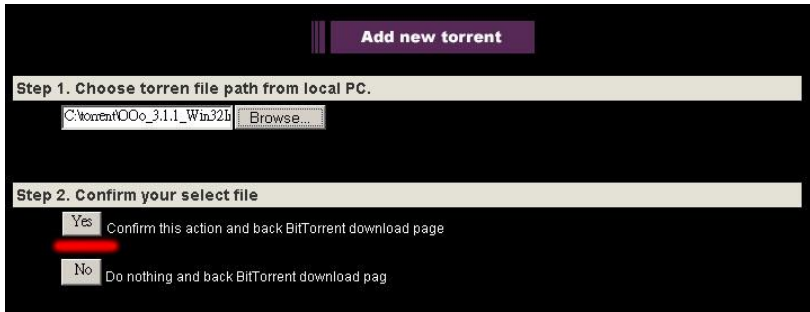 Add new torrent
Step 1. Choose torren file path from local PC.
C:\torrent\OOo_3.1.1_Win32I Browse...
Step 2. Confirm your select file
Yes Confirm this action and back BitTorrent download page
No Do nothing and back BitTorrent download pag